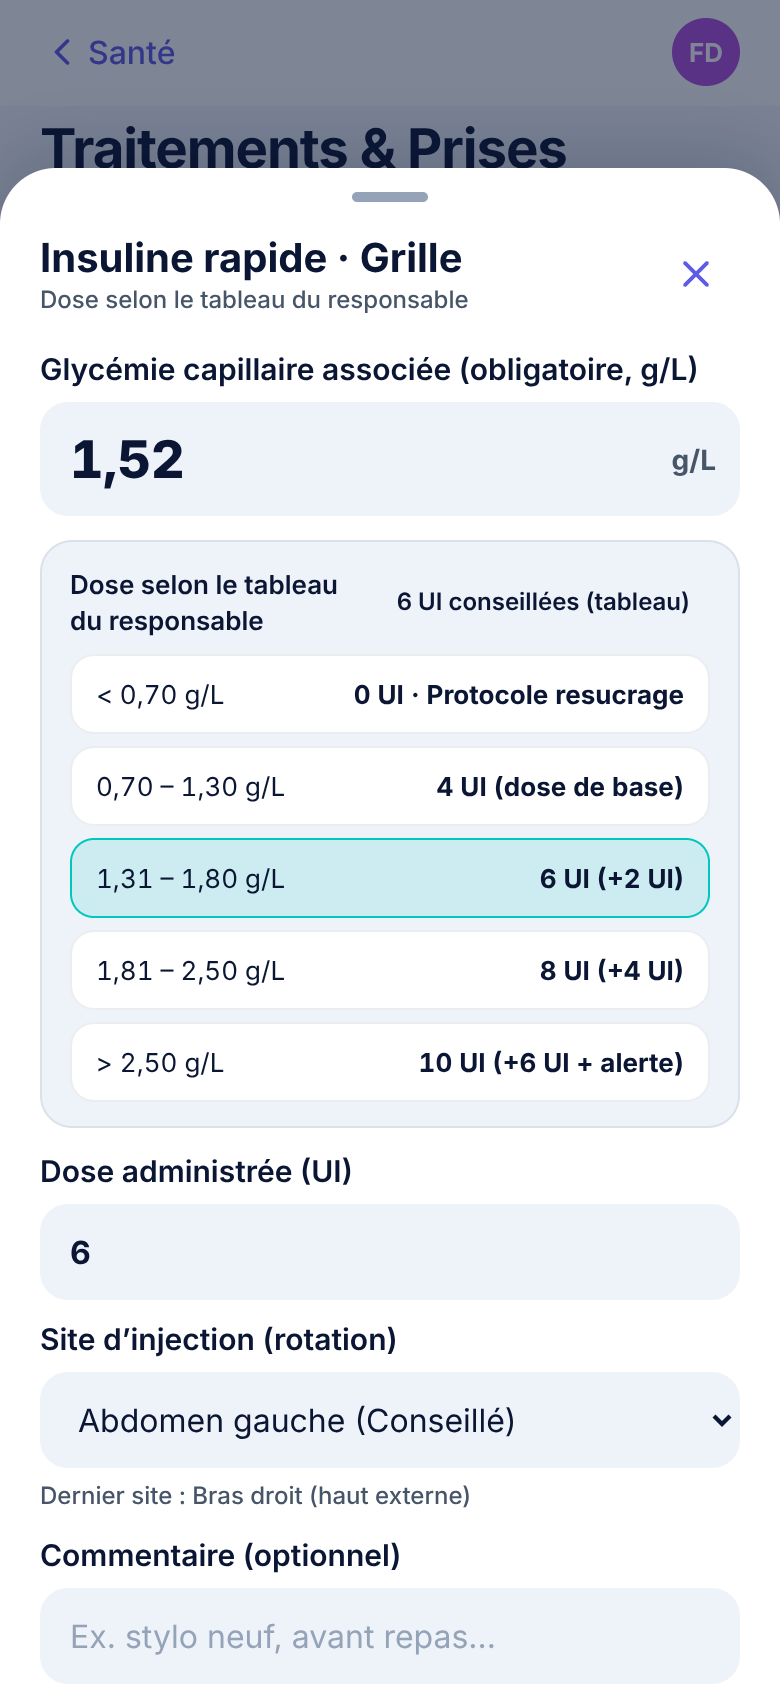 Santé
FD
Traitements & Prises
Insuline rapide · Grille
Dose selon le tableau du responsable
Glycémie capillaire associée (obligatoire, g/L)
1,52
g/L
Dose selon le tableau
du responsable
6 UI conseillées (tableau)
< 0,70 g/L
0 UI · Protocole resucrage
0,70 – 1,30 g/L
4 UI (dose de base)
1,31 – 1,80 g/L
6 UI (+2 UI)
1,81 – 2,50 g/L
8 UI (+4 UI)
> 2,50 g/L
10 UI (+6 UI + alerte)
Dose administrée (UI)
6
Site d’injection (rotation)
Abdomen gauche (Conseillé)
Dernier site : Bras droit (haut externe)
Commentaire (optionnel)
Ex. stylo neuf, avant repas...